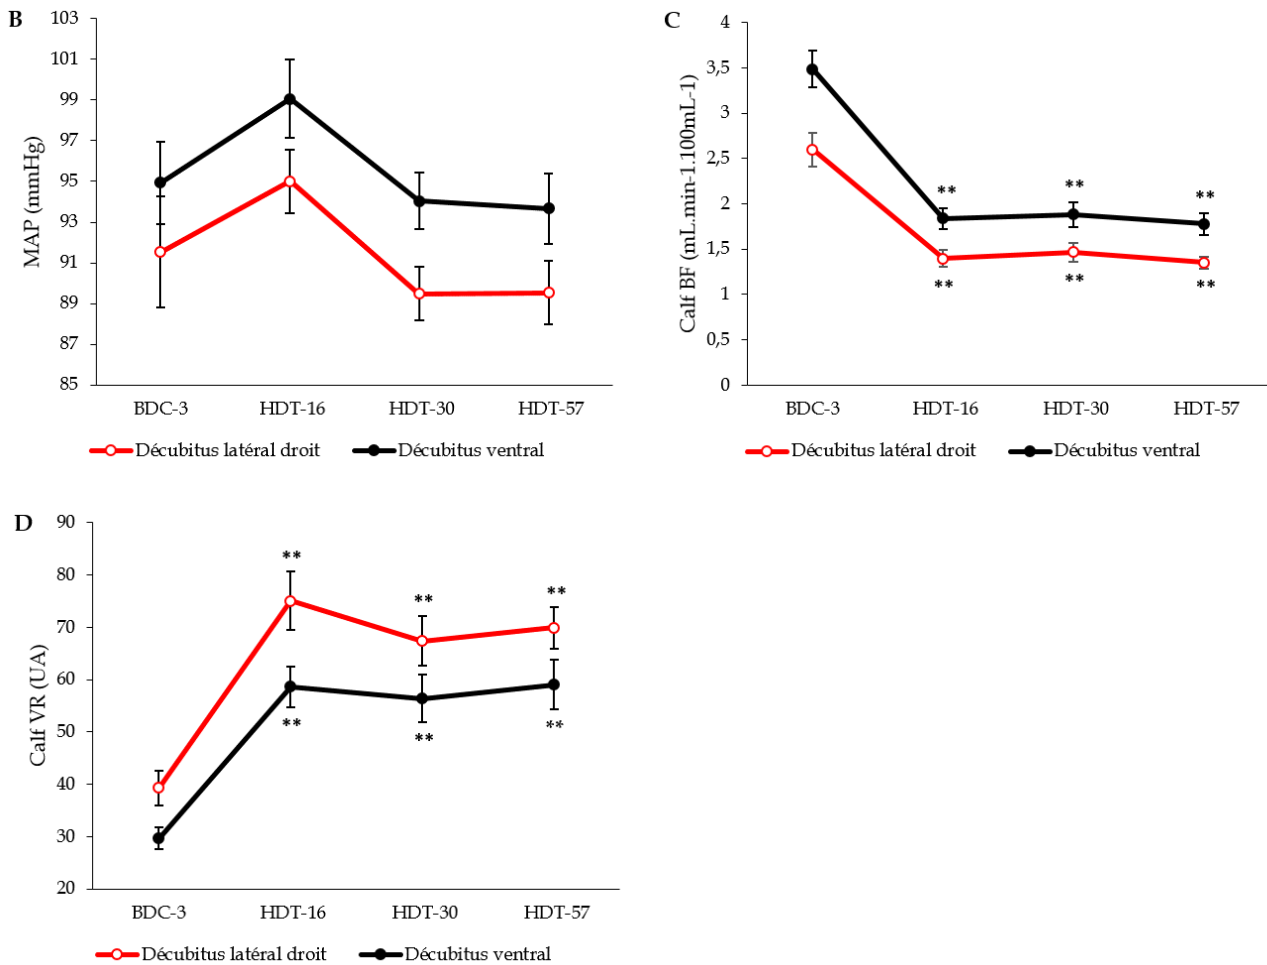 B
MAP (mmHg)
103
101
99
97
95
93
91
89
87
85
BDC-3 HDT-16 HDT-30 HDT-57
Décubitus latéral droit Décubitus ventral
C
Calf BF (mL.min-1.100mL-1)
4
3,5
3
2,5
2
1,5
1
0,5
0
** ** **
** ** **
BDC-3 HDT-16 HDT-30 HDT-57
Décubitus latéral droit Décubitus ventral
D
Calf VR (UA)
90
80
70
60
50
40
30
20
** ** **
** ** **
BDC-3 HDT-16 HDT-30 HDT-57
Décubitus latéral droit Décubitus ventral